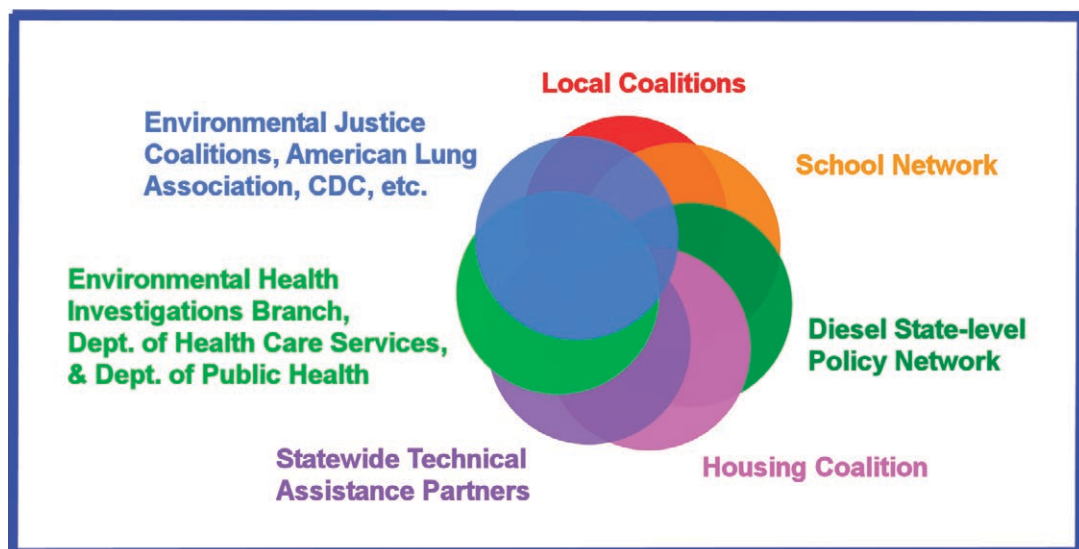 Local Coalitions
Environmental Justice
Coalitions, American Lung
Association, CDC, etc.
School Network
Environmental Health
Investigations Branch,
Dept. of Health Care Services,
& Dept. of Public Health
Diesel State-level
Policy Network
Statewide Technical
Assistance Partners
Housing Coalition